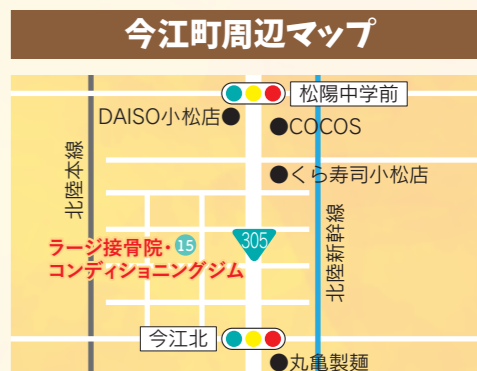 今江町周辺マップ
松陽中学前
DAISO小松店●
●COCOS
●くら寿司小松店
北陸本線
ラージ接骨院・15
コンディショニングジム
305
北陸新幹線
今江北
●丸亀製麺